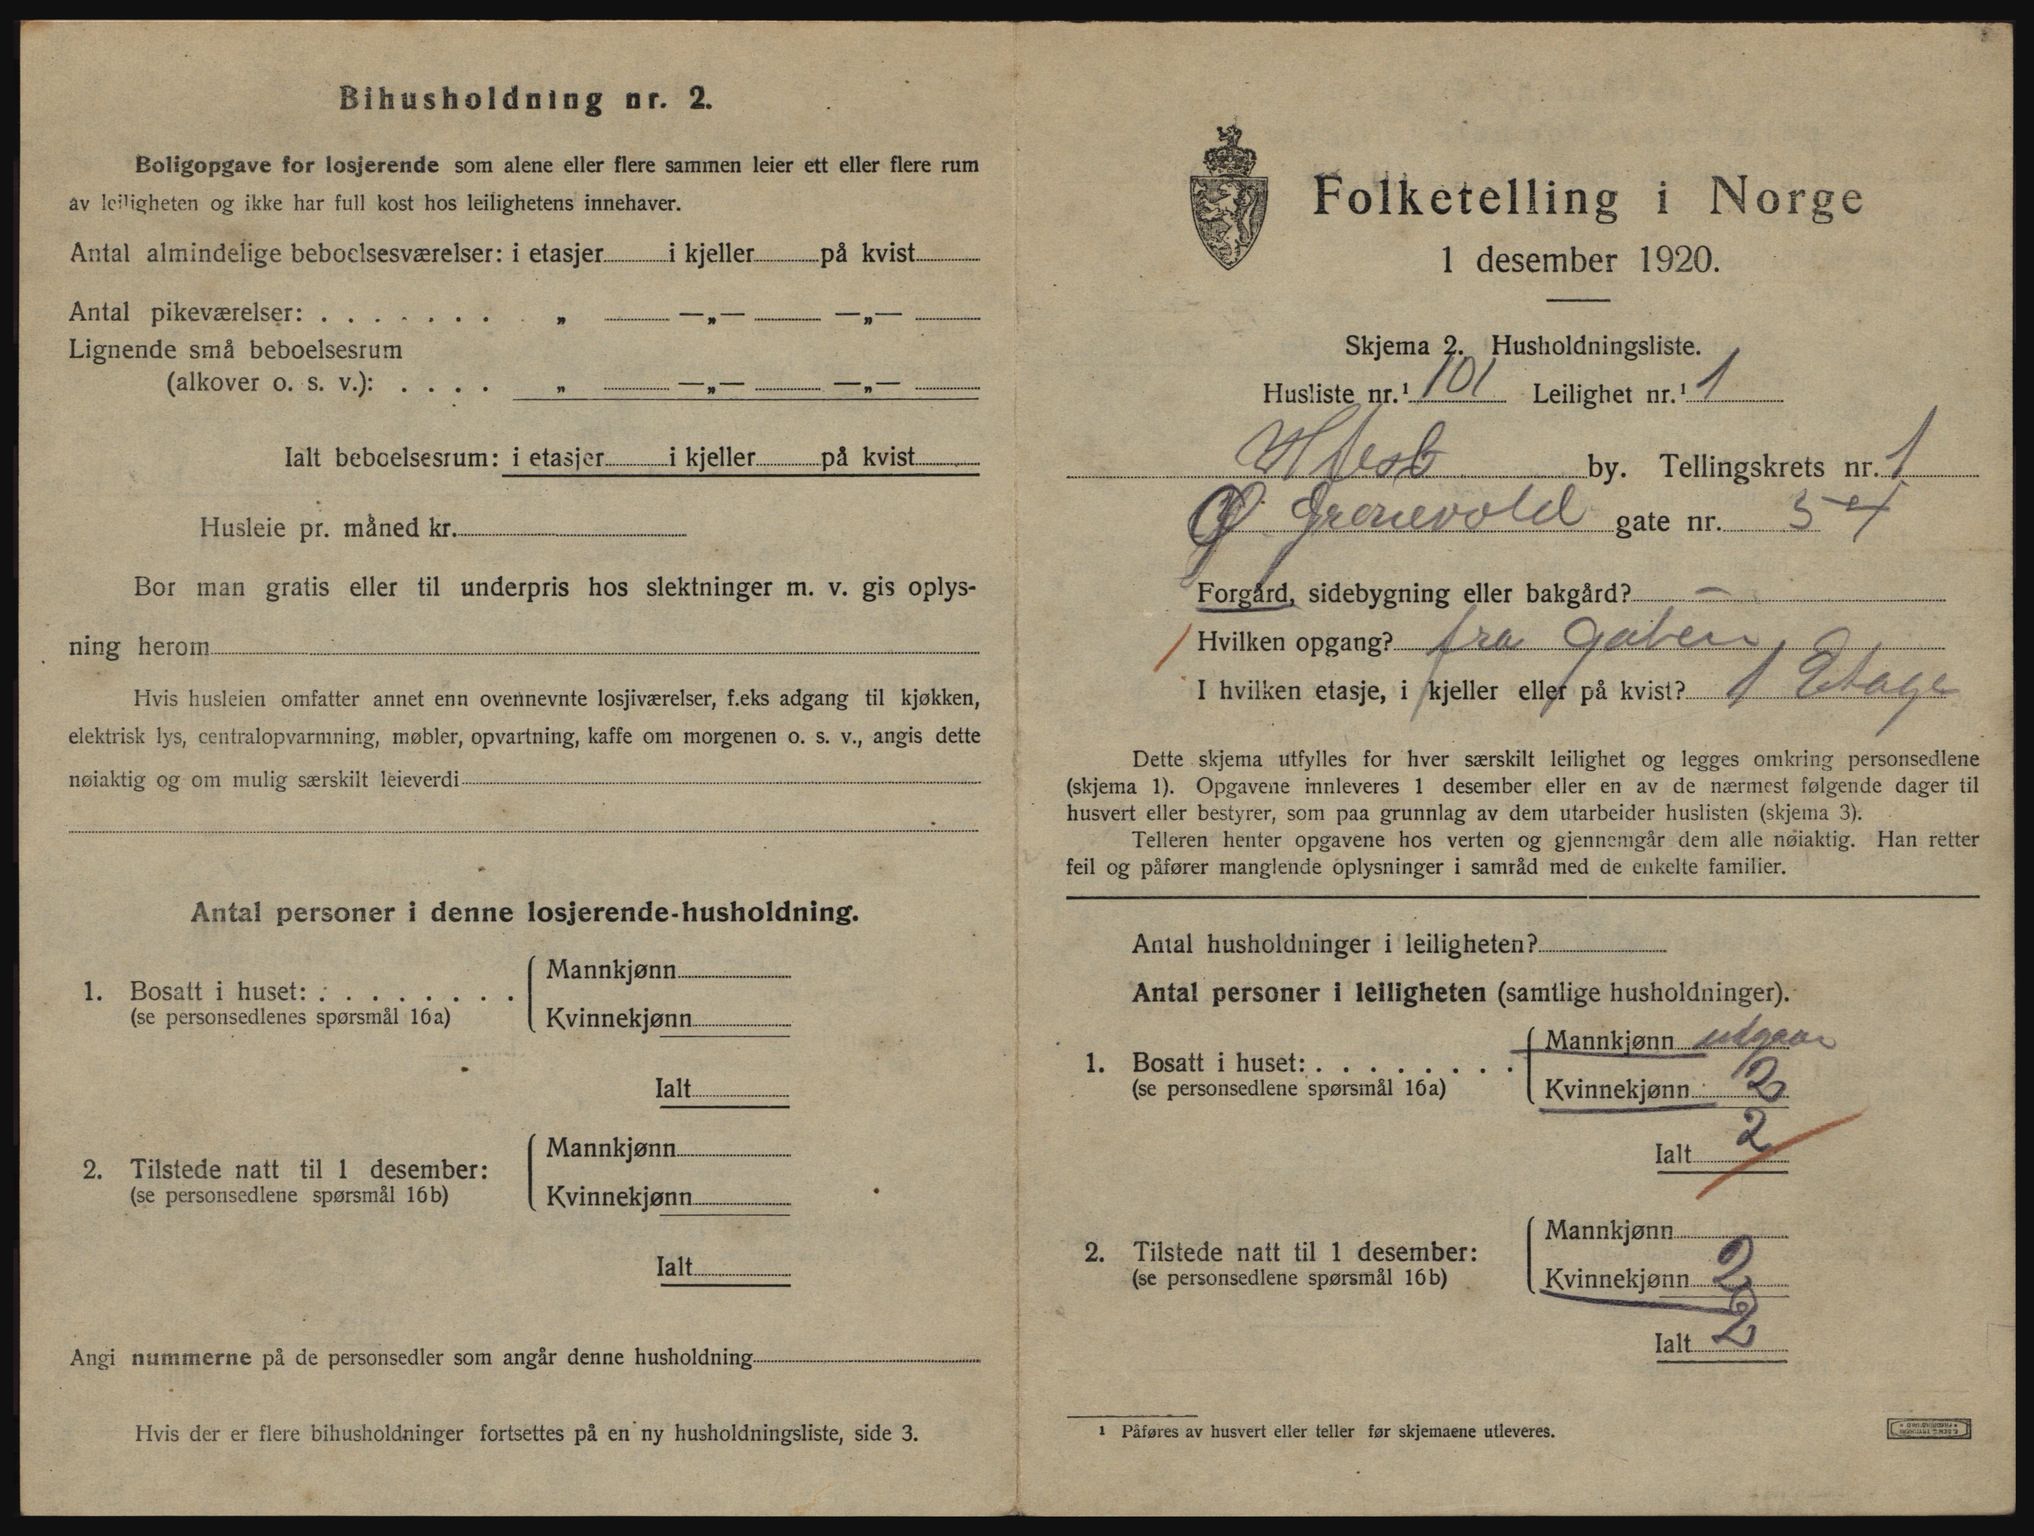 Bihusholdning nr. 2.
Boligopgave for losjerende som alene eller flere sammen leier ett eller flere rum
av leiligheten og ikke har full kost hos leilighetens innehaver.
Antal almindelige beboelsesværelser: i etasjer i kjeller på kvist
Antal pikeværelser: . . . . . . . „ —„— —„—
Lignende små beboelsesrum
(alkover o. s. v.): . . . . „ —„— —„—
Ialt beboelsesrum: i etasjer i kjeller på kvist
Husleie pr. måned kr.
Bor man gratis eller til underpris hos slektninger m. v. gis oplys-
ning herom
Hvis husleien omfatter annet enn ovennevnte losjiværelser, f.eks adgang til kjøkken,
elektrisk lys, centralopvarmning, møbler, opvartning, kaffe om morgenen o. s. v., angis dette
nøiaktig og om mulig særskilt leieverdi
Antal personer i denne losjerende-husholdning.
1. Bosatt i huset: . . . . . . . .
(se personsedlenes spørsmål 16a)
Mannkjønn
Kvinnekjønn
Ialt
2. Tilstede natt til 1 desember:
(se personsedlene spørsmål 16b)
Mannkjønn
Kvinnekjønn
Ialt
Angi nummerne på de personsedler som angår denne husholdning
Hvis der er flere bihusholdninger fortsettes på en ny husholdningsliste, side 3.
Folketelling i Norge
1 desember 1920.
Skjema 2. Husholdningsliste.
Husliste nr.¹ 101 Leilighet nr.¹ 1
by. Tellingskrets nr. 1
Ø. Grønevold gate nr. 54
Forgård, sidebygning eller bakgård? —
Hvilken opgang? fra Gaten
I hvilken etasje, i kjeller eller på kvist? 1 Etage
Dette skjema utfylles for hver særskilt leilighet og legges omkring personsedlene
(skjema 1). Opgavene innleveres 1 desember eller en av de nærmest følgende dager til
husvert eller bestyrer, som paa grunnlag av dem utarbeider huslisten (skjema 3).
Telleren henter opgavene hos verten og gjennemgår dem alle nøiaktig. Han retter
feil og påfører manglende oplysninger i samråd med de enkelte familier.
Antal husholdninger i leiligheten?
Antal personer i leiligheten (samtlige husholdninger).
1. Bosatt i huset: . . . . . . . .
(se personsedlene spørsmål 16a)
Mannkjønn utgaar
Kvinnekjønn 2
Ialt 2
2. Tilstede natt til 1 desember:
(se personsedlene spørsmål 16b)
Mannkjønn
Kvinnekjønn 2
Ialt 2
¹ Påføres av husvert eller teller før skjemaene utleveres.